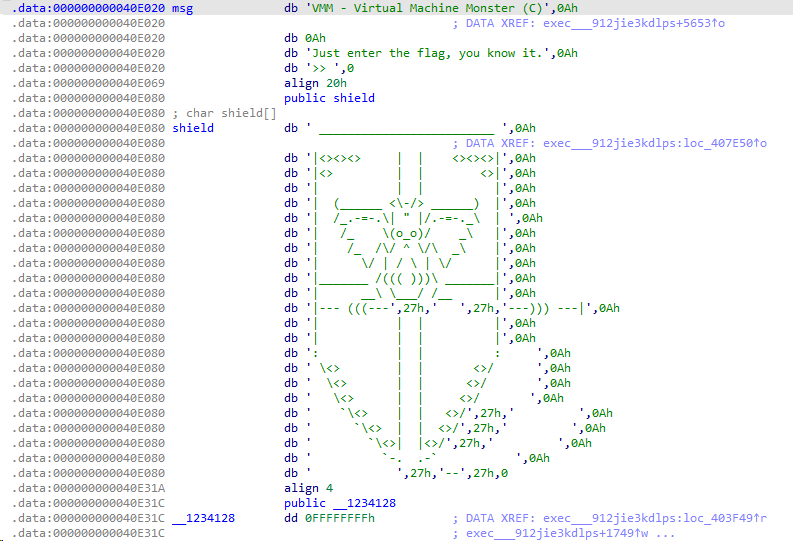 .data:000000000040E020 msg             db 'VMM - Virtual Machine Monster (C)',0Ah
.data:000000000040E020                                         ; DATA XREF: exec___912jie3kdlps+5653↑o
.data:000000000040E020                 db 0Ah
.data:000000000040E020                 db 'Just enter the flag, you know it.',0Ah
.data:000000000040E020                 db '>> ',0
.data:000000000040E069                 align 20h
.data:000000000040E080                 public shield
.data:000000000040E080 ; char shield[]
.data:000000000040E080 shield          db ' _________________________ ',0Ah
.data:000000000040E080                                         ; DATA XREF: exec___912jie3kdlps:loc_407E50↑o
.data:000000000040E080                 db '|<><><>     |  |    <><><>|',0Ah
.data:000000000040E080                 db '|<>         |  |        <>|',0Ah
.data:000000000040E080                 db '|           |  |          |',0Ah
.data:000000000040E080                 db '|  (______ <\-/> ______)  |',0Ah
.data:000000000040E080                 db '|  /_.-=-.\| " |/.-=-._\  | ',0Ah
.data:000000000040E080                 db '|   /_    \(o_o)/    _\   |',0Ah
.data:000000000040E080                 db '|    /_  /\/ ^ \/\  _\    |',0Ah
.data:000000000040E080                 db '|      \/ | / \ | \/      |',0Ah
.data:000000000040E080                 db '|_______ /((( )))\ _______|',0Ah
.data:000000000040E080                 db '|      __\ \___/ /__      |',0Ah
.data:000000000040E080                 db '|--- (((---',27h,'   ',27h,'---))) ---|',0Ah
.data:000000000040E080                 db '|           |  |          |',0Ah
.data:000000000040E080                 db '|           |  |          |',0Ah
.data:000000000040E080                 db ':           |  |          :     ',0Ah
.data:000000000040E080                 db ' \<>        |  |       <>/      ',0Ah
.data:000000000040E080                 db '  \<>       |  |      <>/       ',0Ah
.data:000000000040E080                 db '   \<>      |  |     <>/       ',0Ah
.data:000000000040E080                 db '    `\<>    |  |   <>/',27h,'         ',0Ah
.data:000000000040E080                 db '      `\<>  |  |  <>/',27h,'         ',0Ah
.data:000000000040E080                 db '        `\<>|  |<>/',27h,'         ',0Ah
.data:000000000040E080                 db '          `-.  .-`           ',0Ah
.data:000000000040E080                 db '            ',27h,'--',27h,0
.data:000000000040E31A                 align 4
.data:000000000040E31C                 public __1234128
.data:000000000040E31C __1234128       dd 0FFFFFFFFh           ; DATA XREF: exec___912jie3kdlps:loc_403F49↑r
.data:000000000040E31C                                         ; exec___912jie3kdlps+1749↑w ...